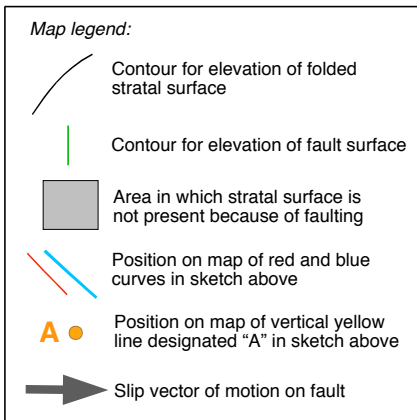 Map legend:
Contour for elevation of folded
stratal surface
Contour for elevation of fault surface
Area in which stratal surface is
not present because of faulting
Position on map of red and blue
curves in sketch above
A
Position on map of vertical yellow
line designated “A” in sketch above
Slip vector of motion on fault